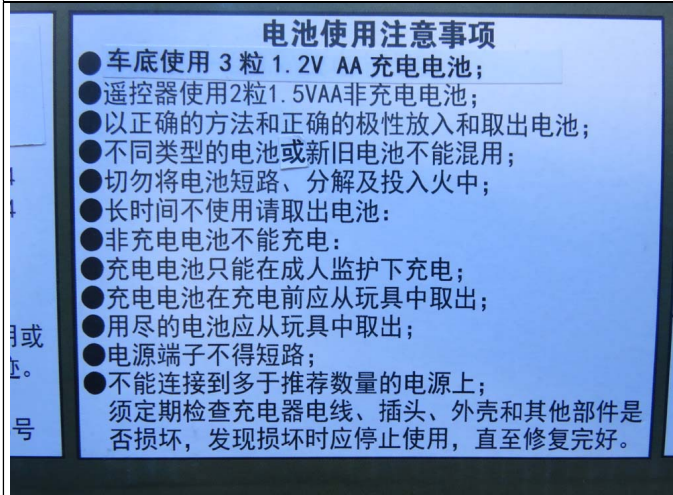 电池使用注意事项
●车底使用3粒1.2V AA充电电池；
●遥控器使用2粒1.5VAA非充电电池；
●以正确的方法和正确的极性放入和取出电池；
●不同类型的电池或新旧电池不能混用；
●切勿将电池短路、分解及投入火中；
●长时间不使用请取出电池：
●非充电电池不能充电：
●充电电池只能在成人监护下充电；
●充电电池在充电前应从玩具中取出；
●用尽的电池应从玩具中取出；
●电源端子不得短路；
●不能连接到多于推荐数量的电源上；
须定期检查充电器电线、插头、外壳和其他部件是
否损坏，发现损坏时应停止使用，直至修复完好。
或
。
号